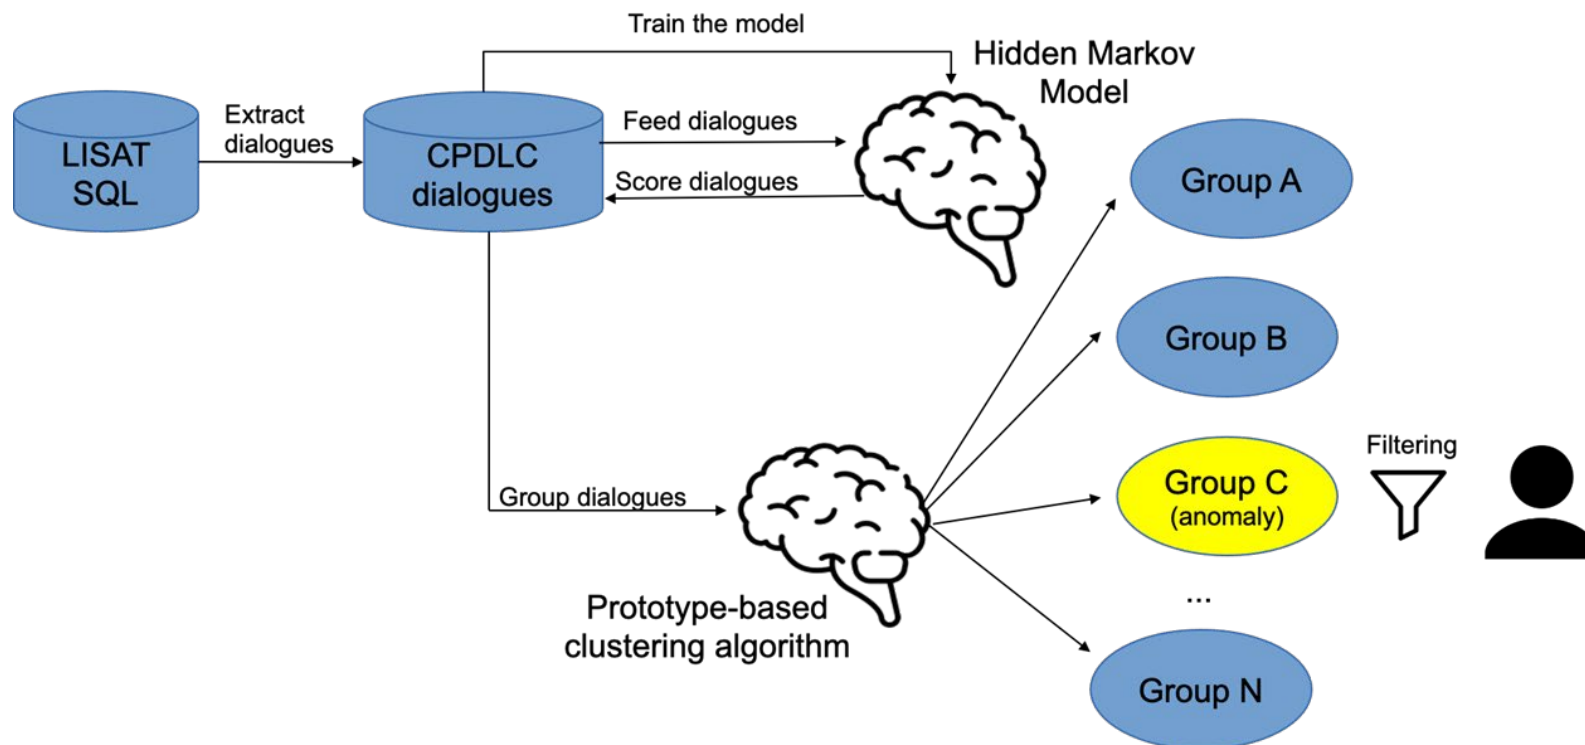 Train the model
Hidden Markov
Model
Extract
dialogues
LISAT
SQL
CPDLC
dialogues
Feed dialogues
Score dialogues
Group A
Group B
Group C
(anomaly)
Filtering
Group dialogues
Prototype-based
clustering algorithm
...
Group N